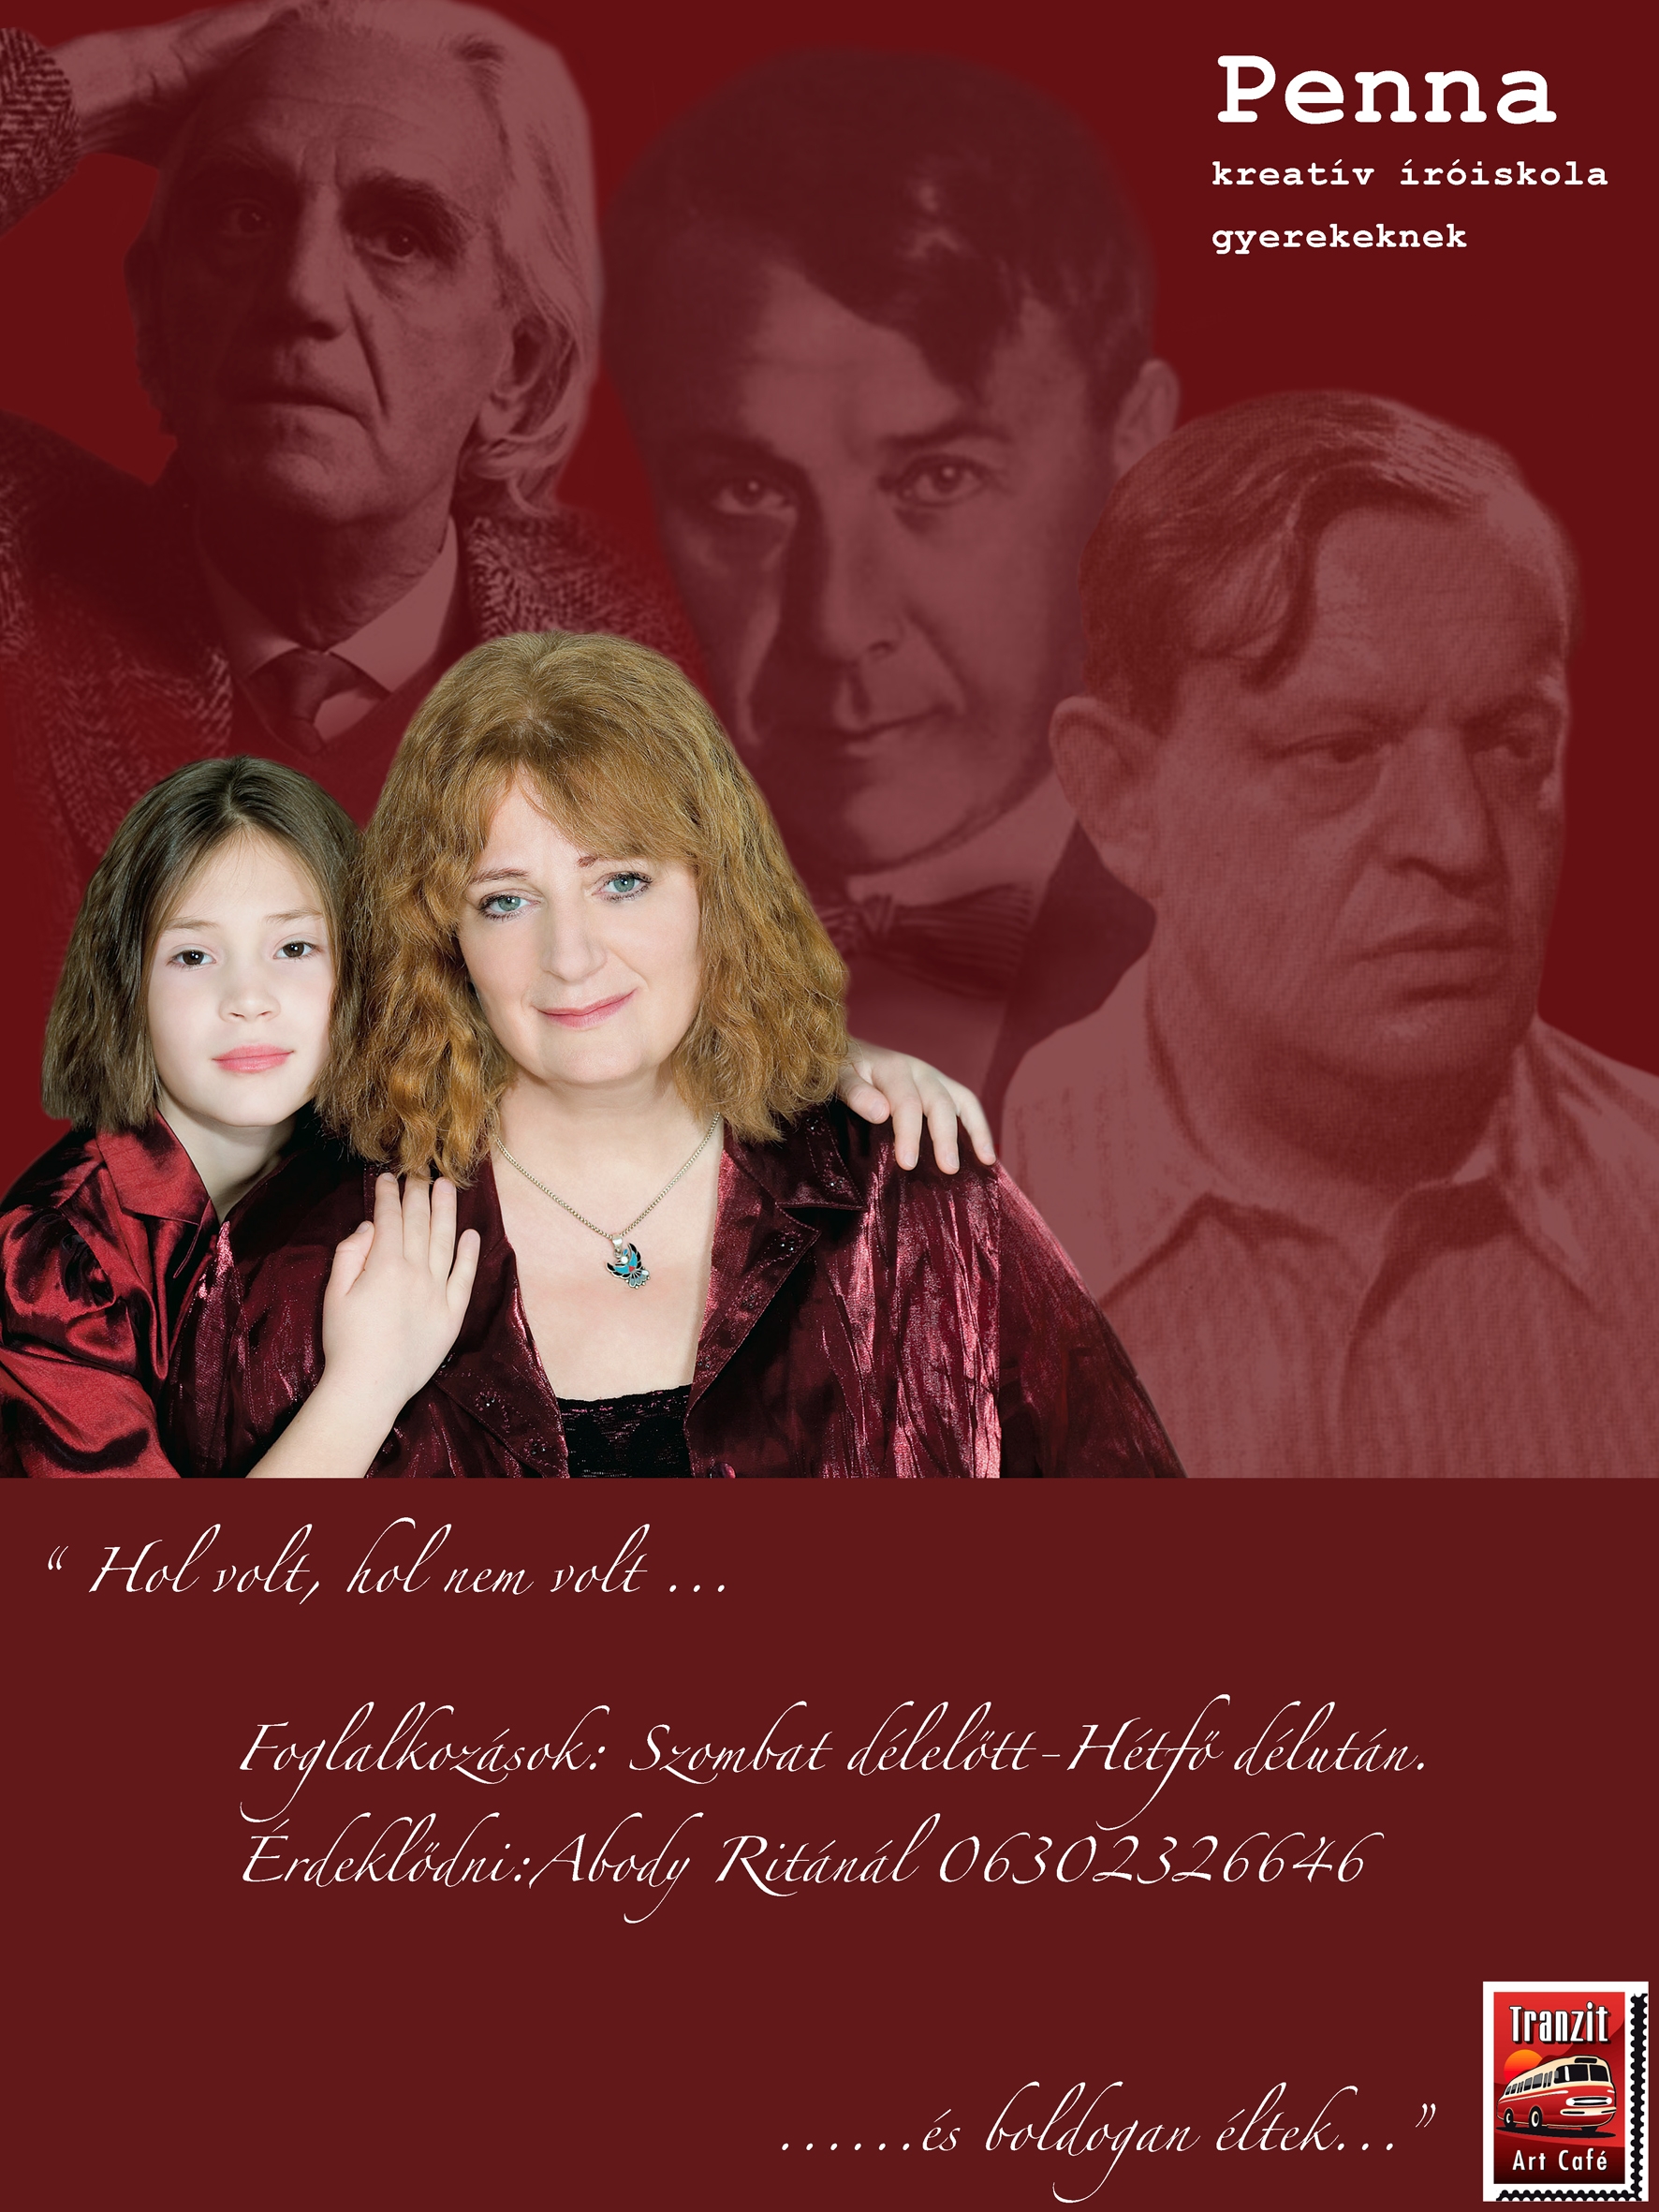 Penna
kreatív íróiskola
gyerekeknek
“ Hol volt, hol nem volt ...
Foglalkozások: Szombat délelőtt-Hétfő délután.
Érdeklődni:Abody Ritánál 06302326646
......és boldogan éltek...”
Tranzit
Art Café